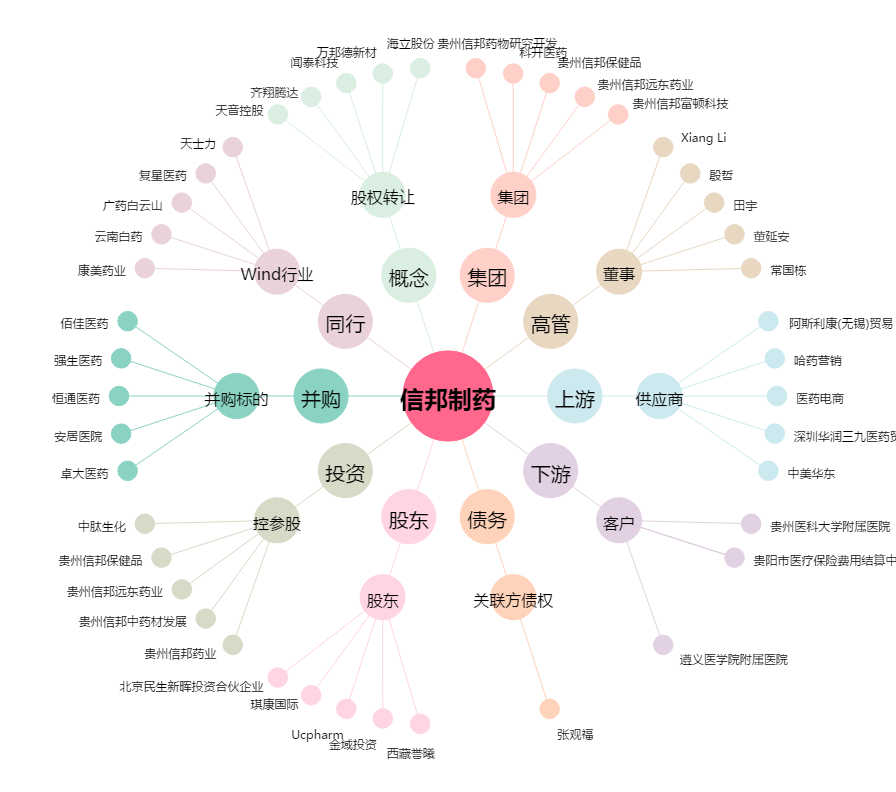 海立股份
贵州信邦药物研究开发
万邦德新材
科开医药
闻泰科技
贵州信邦保健品
齐翔腾达
贵州信邦远东药业
天音控股
贵州信邦富顿科技
天士力
Xiang Li
复星医药
殷哲
股权转让
集团
广药白云山
田宇
云南白药
董延安
康美药业
Wind行业
概念
集团
董事
常国栋
佰佳医药
同行
高管
阿斯利康(无锡)贸易
强生医药
哈药营销
恒通医药
并购标的
并购
信邦制药
上游
供应商
医药电商
安居医院
深圳华润三九医药贸
卓大医药
投资
下游
中美华东
中肽生化
控参股
股东
债务
客户
贵州医科大学附属医院
贵州信邦保健品
贵阳市医疗保险费用结算中
贵州信邦远东药业
股东
关联方债权
贵州信邦中药材发展
贵州信邦药业
遵义医学院附属医院
北京民生新晖投资合伙企业
琪康国际
Ucpharm
金域投资
西藏誉曦
张观福